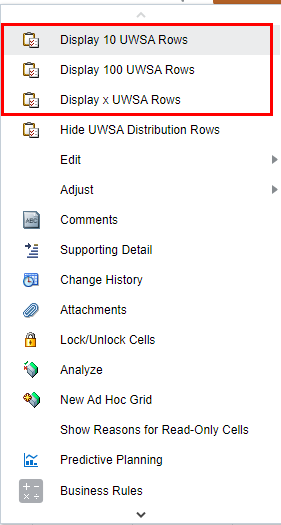 Display 10 UWSA Rows
Display 100 UWSA Rows
Display x UWSA Rows
Hide UWSA Distribution Rows
Edit
Adjust
ABC
Comments
Supporting Detail
Change History
Attachments
Lock/Unlock Cells
Analyze
New Ad Hoc Grid
Show Reasons for Read-Only Cells
Predictive Planning
Business Rules